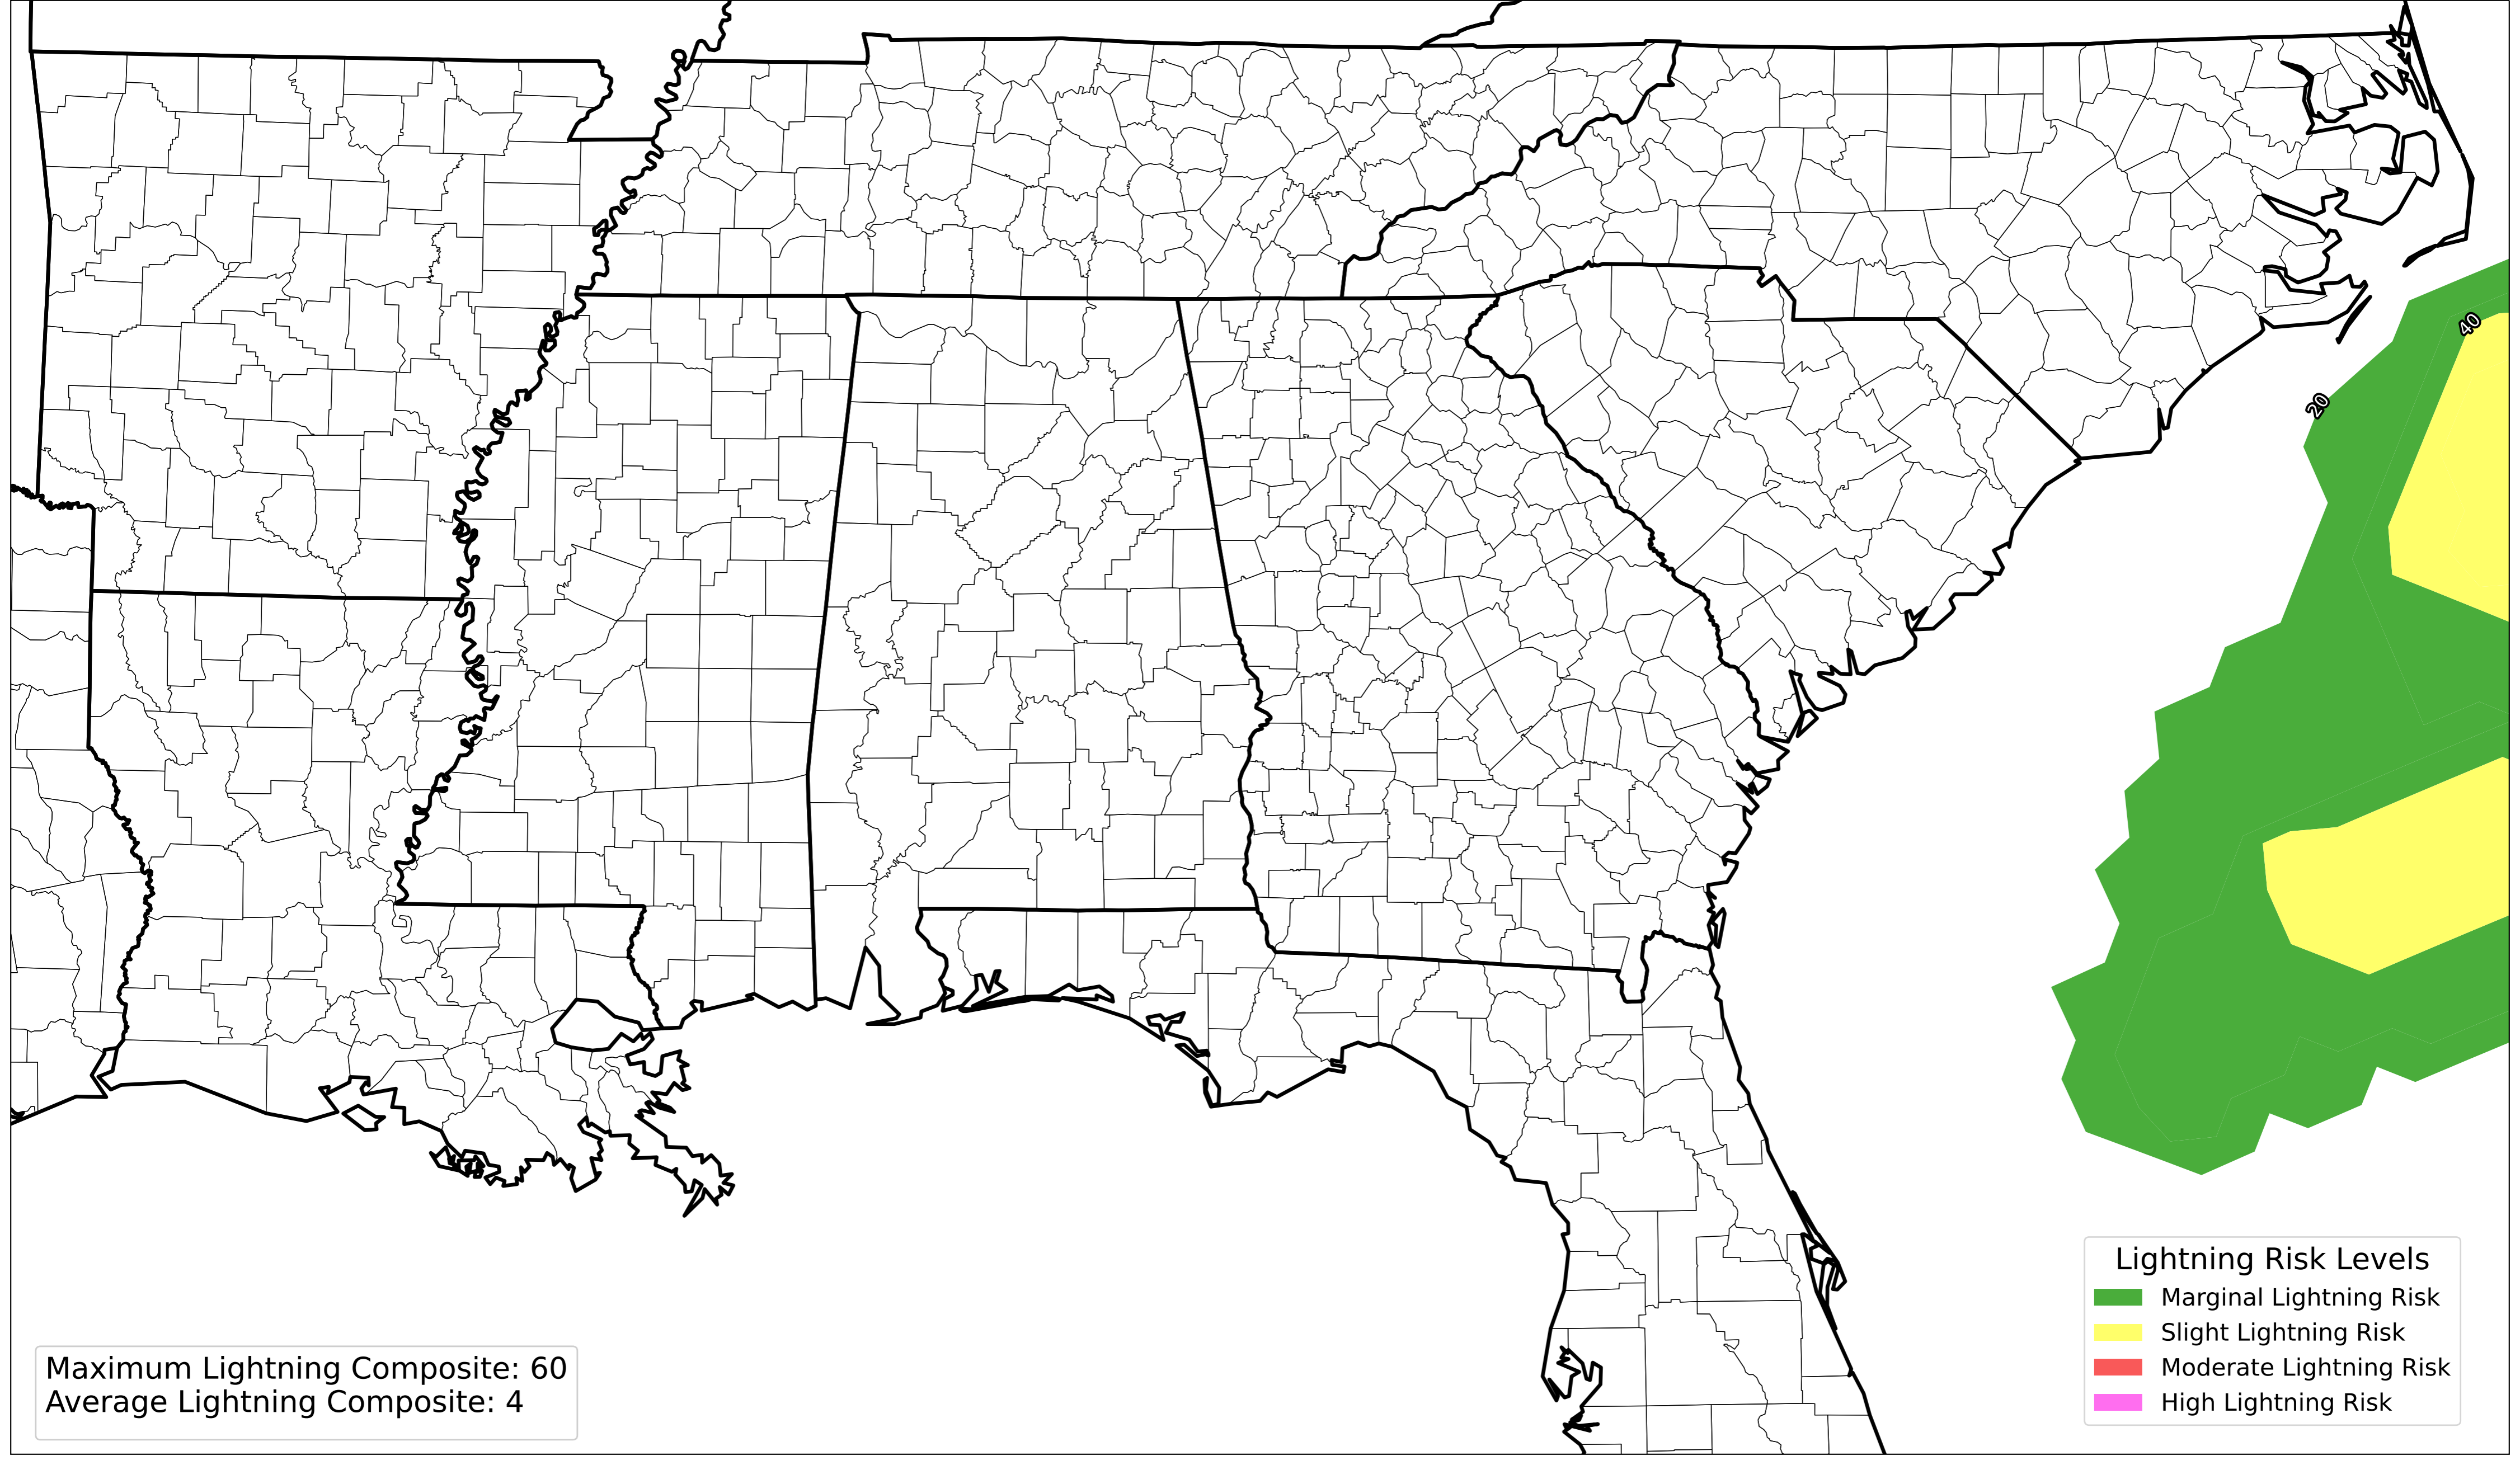 40
20
Lightning Risk Levels
Marginal Lightning Risk
Slight Lightning Risk
Moderate Lightning Risk
High Lightning Risk
Maximum Lightning Composite: 60
Average Lightning Composite: 4